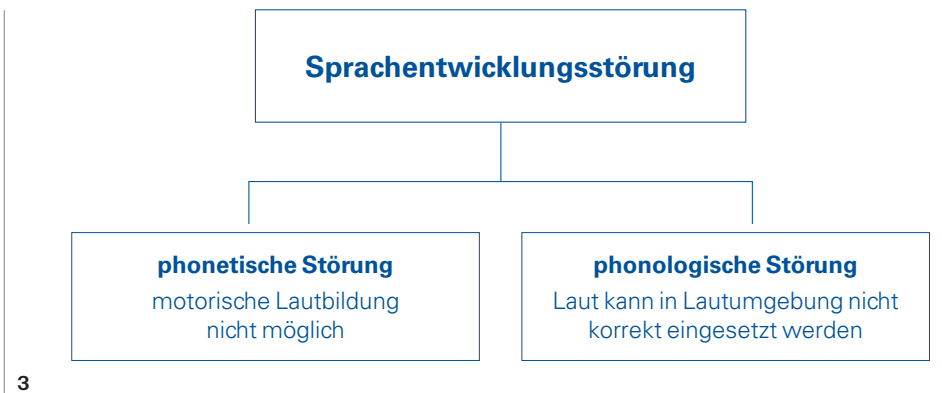 Sprachentwicklungsstörung
phonetische Störung
motorische Lautbildung
nicht möglich
phonologische Störung
Laut kann in Lautumgebung nicht
korrekt eingesetzt werden
3